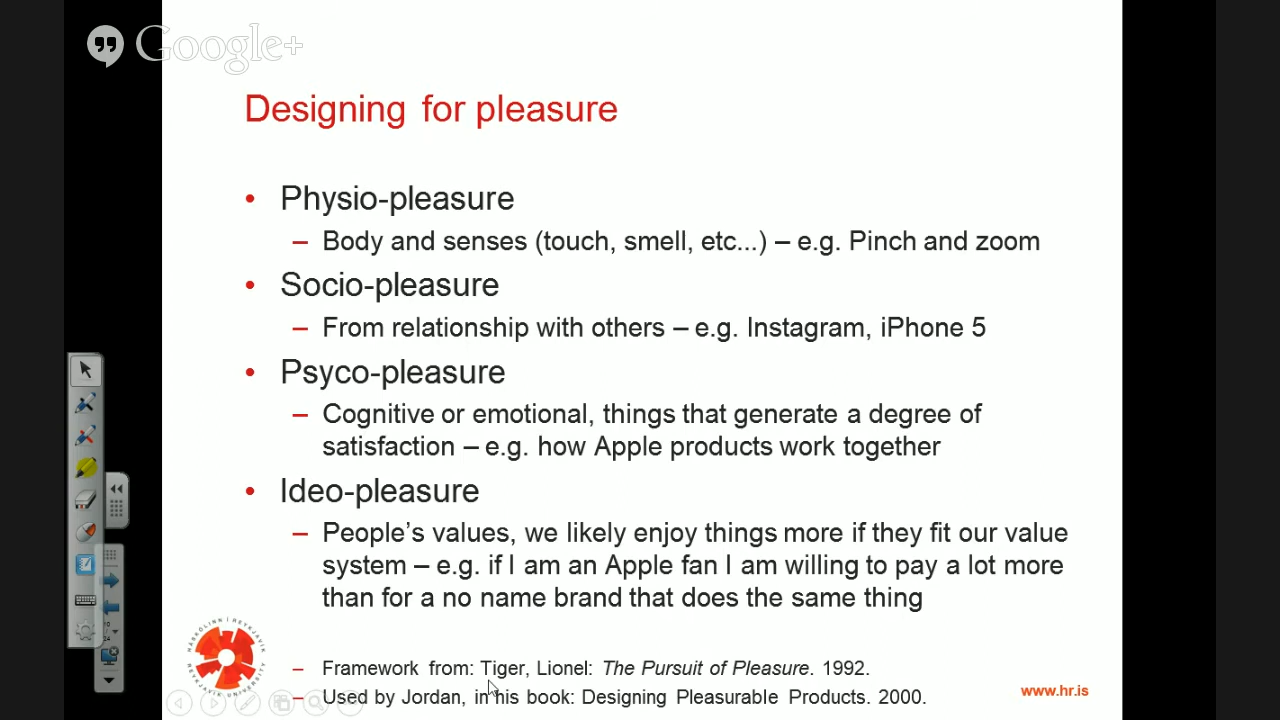 Google+
Designing for pleasure
• Physio-pleasure
– Body and senses (touch, smell, etc...) – e.g. Pinch and zoom
• Socio-pleasure
– From relationship with others – e.g. Instagram, iPhone 5
• Psyco-pleasure
– Cognitive or emotional, things that generate a degree of
satisfaction – e.g. how Apple products work together
• Ideo-pleasure
– People’s values, we likely enjoy things more if they fit our value
system – e.g. if I am an Apple fan I am willing to pay a lot more
than for a no name brand that does the same thing
HÁSKÓLINN Í REYKJAVÍK
REYKJAVIK UNIVERSITY
– Framework from: Tiger, Lionel: The Pursuit of Pleasure. 1992.
– Used by Jordan, in his book: Designing Pleasurable Products. 2000.
www.hr.is